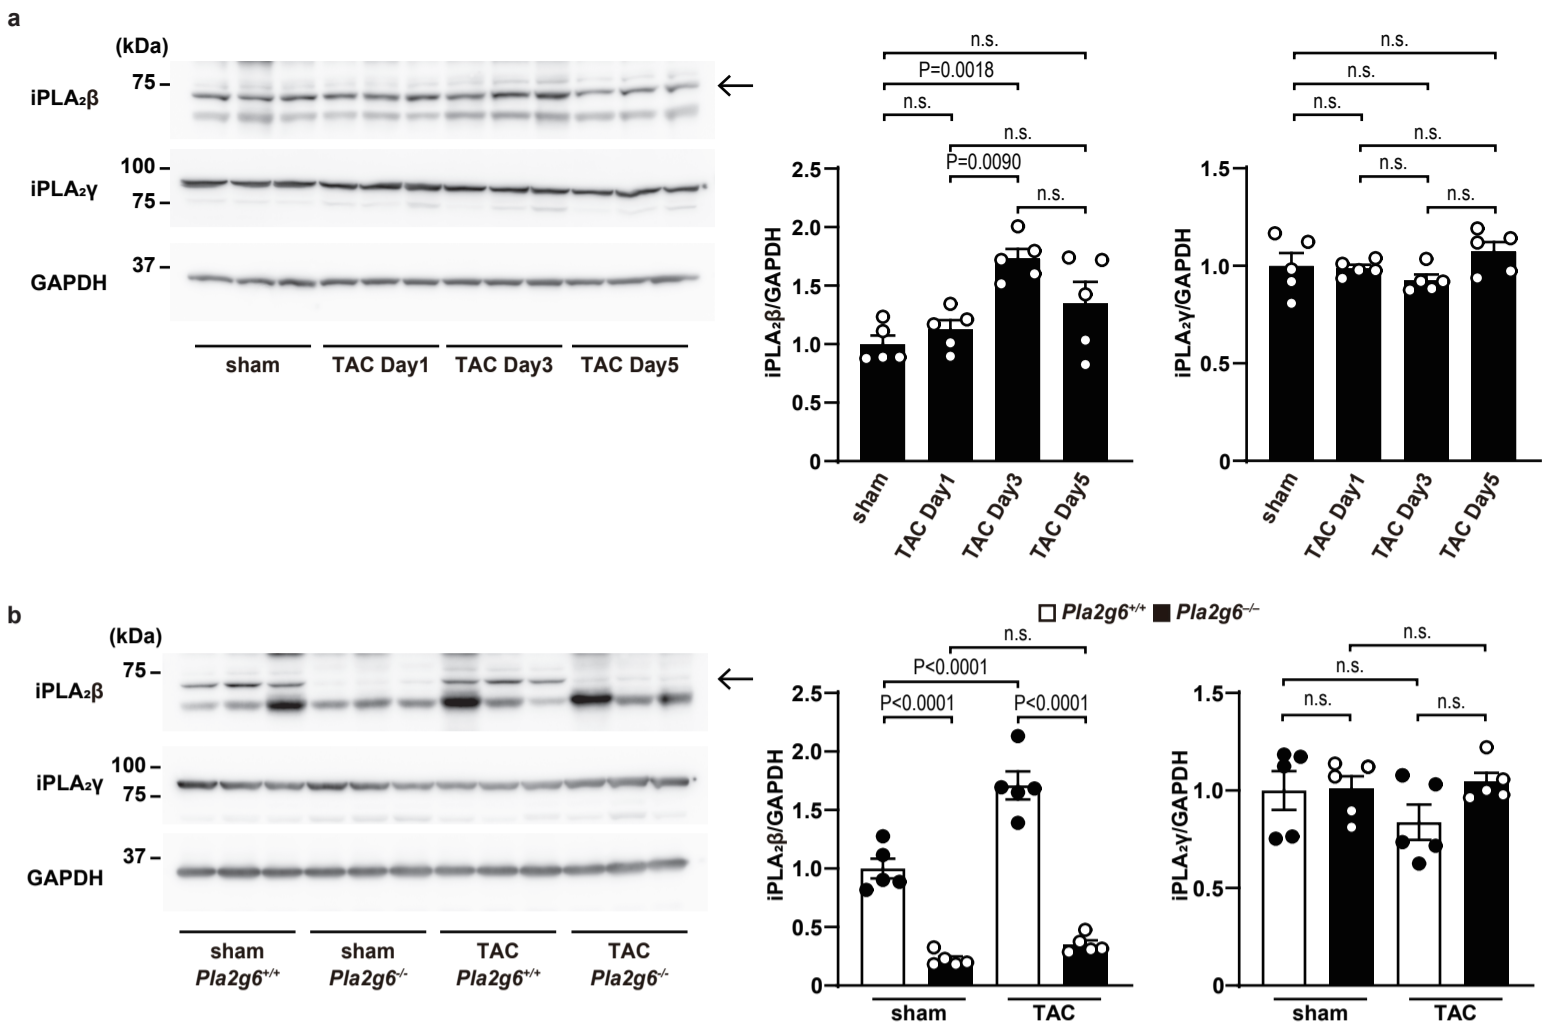 a
(kDa)
iPLA₂β
75
iPLA₂γ
100
75
GAPDH
37
sham
TAC Day1
TAC Day3
TAC Day5
n.s.
P=0.0018
n.s.
n.s.
P=0.0090
n.s.
iPLA₂β/GAPDH
2.5
2.0
1.5
1.0
0.5
0
sham
TAC Day1
TAC Day3
TAC Day5
n.s.
n.s.
n.s.
n.s.
n.s.
n.s.
iPLA₂γ/GAPDH
1.5
1.0
0.5
0
sham
TAC Day1
TAC Day3
TAC Day5
b
(kDa)
iPLA₂β
75
iPLA₂γ
100
75
GAPDH
37
sham
Pla2g6⁺/⁺
sham
Pla2g6⁻/⁻
TAC
Pla2g6⁺/⁺
TAC
Pla2g6⁻/⁻
Pla2g6⁺/⁺ Pla2g6⁻/⁻
n.s.
P<0.0001
P<0.0001
P<0.0001
iPLA₂β/GAPDH
2.5
2.0
1.5
1.0
0.5
0
sham
TAC
n.s.
n.s.
n.s.
n.s.
iPLA₂γ/GAPDH
1.5
1.0
0.5
0
sham
TAC